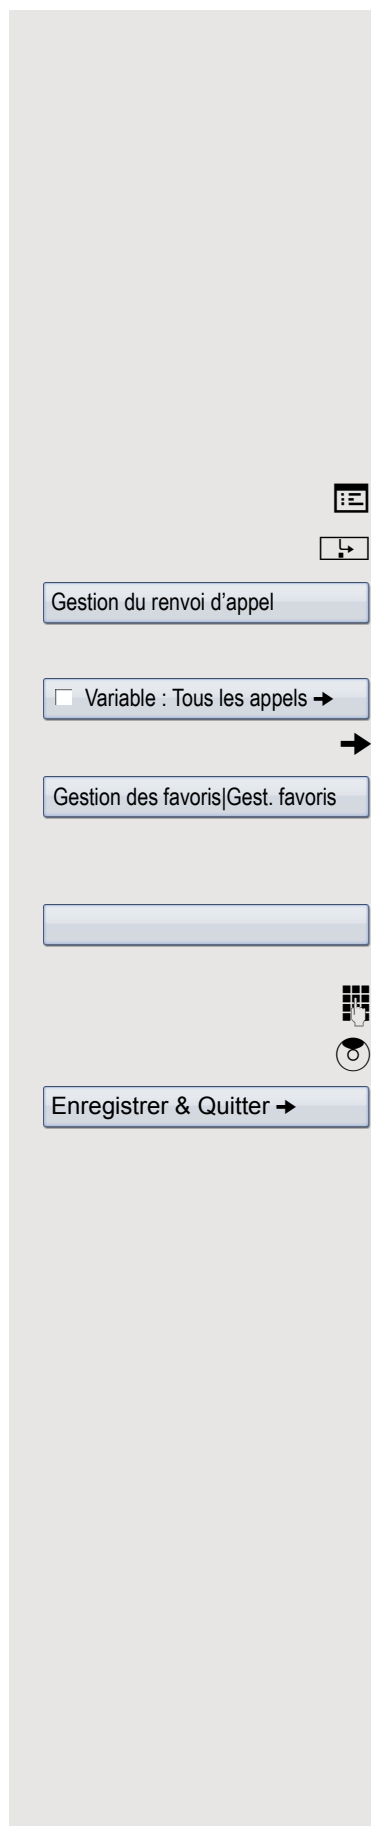 Gestion du renvoi d’appel
Variable : Tous les appels
Gestion des favoris|Gest. favoris
Enregistrer & Quitter